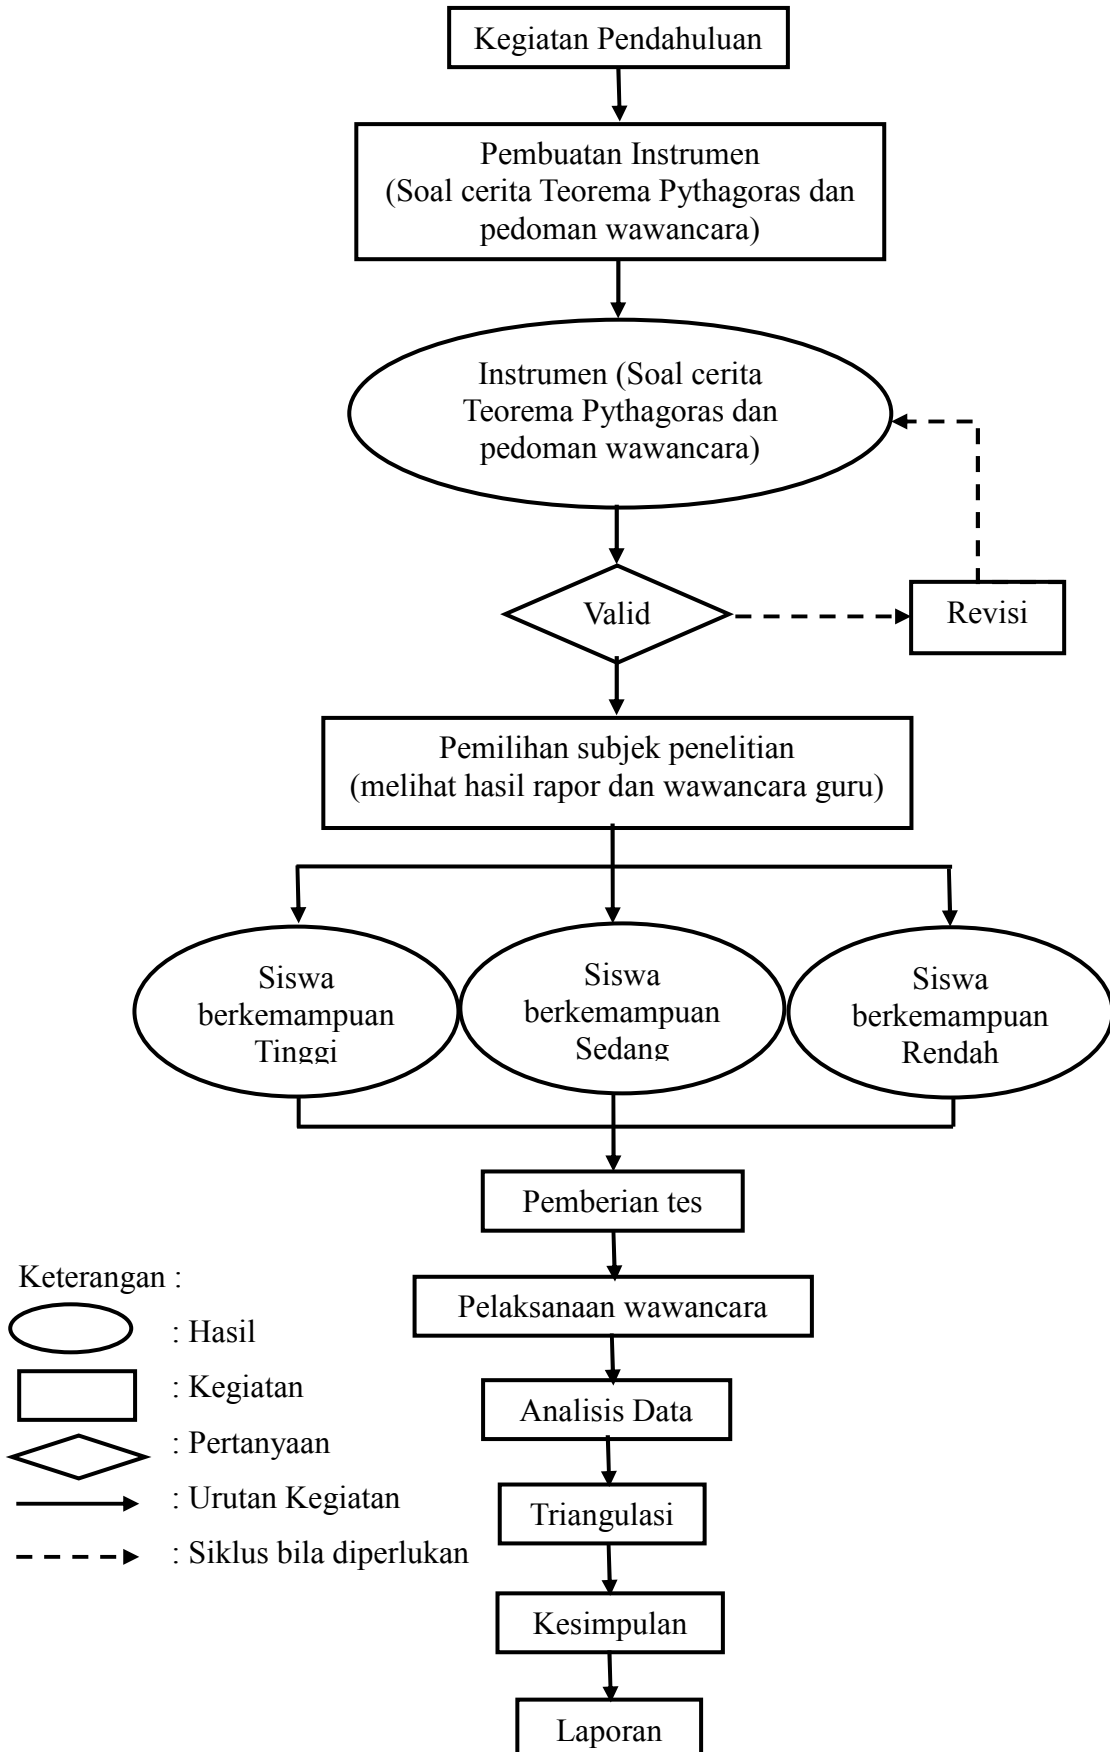 Kegiatan Pendahuluan
Pembuatan Instrumen
(Soal cerita Teorema Pythagoras dan
pedoman wawancara)
Instrumen (Soal cerita
Teorema Pythagoras dan
pedoman wawancara)
Valid
Revisi
Pemilihan subjek penelitian
(melihat hasil rapor dan wawancara guru)
Siswa
berkemampuan
Tinggi
Siswa
berkemampuan
Sedang
Siswa
berkemampuan
Rendah
Pemberian tes
Pelaksanaan wawancara
Analisis Data
Triangulasi
Kesimpulan
Laporan
Keterangan :
: Hasil
: Kegiatan
: Pertanyaan
: Urutan Kegiatan
: Siklus bila diperlukan